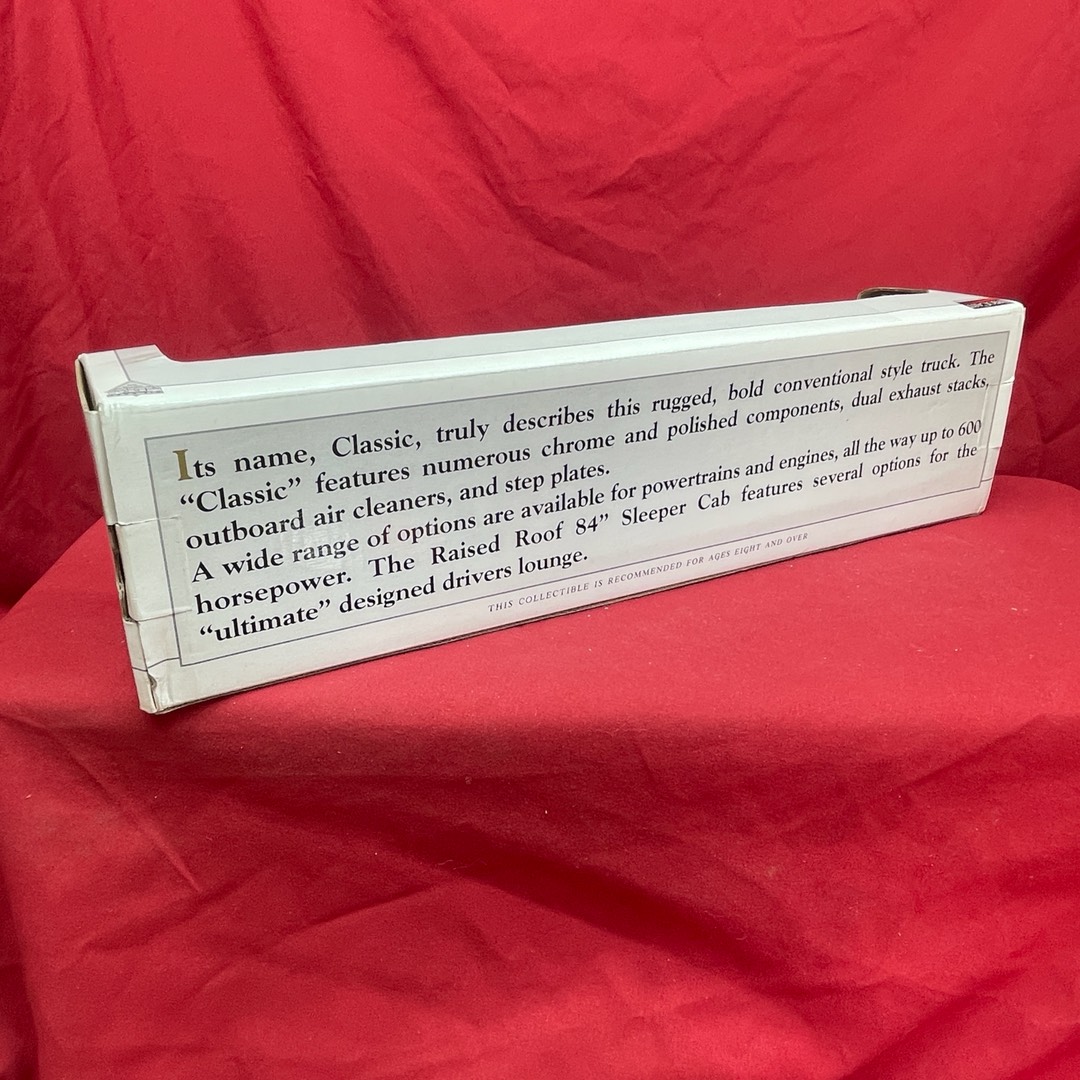 Its name, Classic, truly describes this rugged, bold conventional style truck. The
“Classic” features numerous chrome and polished components, dual exhaust stacks,
outboard air cleaners, and step plates.
A wide range of options are available for powertrains and engines, all the way up to 600
horsepower. The Raised Roof 84” Sleeper Cab features several options for the
“ultimate” designed drivers lounge.
THIS COLLECTIBLE IS RECOMMENDED FOR AGES EIGHT AND OVER